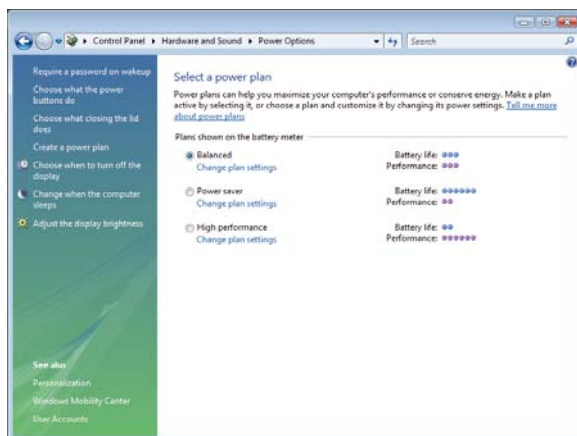 Control Panel ▸ Hardware and Sound ▸ Power Options
Search
Require a password on wakeup
Choose what the power
buttons do
Choose what closing the lid
does
Create a power plan
Choose when to turn off the
display
Change when the computer
sleeps
Adjust the display brightness
See also
Personalization
Windows Mobility Center
User Accounts
Select a power plan
Power plans can help you maximize your computer's performance or conserve energy. Make a plan
active by selecting it, or choose a plan and customize it by changing its power settings. Tell me more
about power plans
Plans shown on the battery meter
Balanced Battery life:
Change plan settings Performance:
Power saver Battery life:
Change plan settings Performance:
High performance Battery life:
Change plan settings Performance: